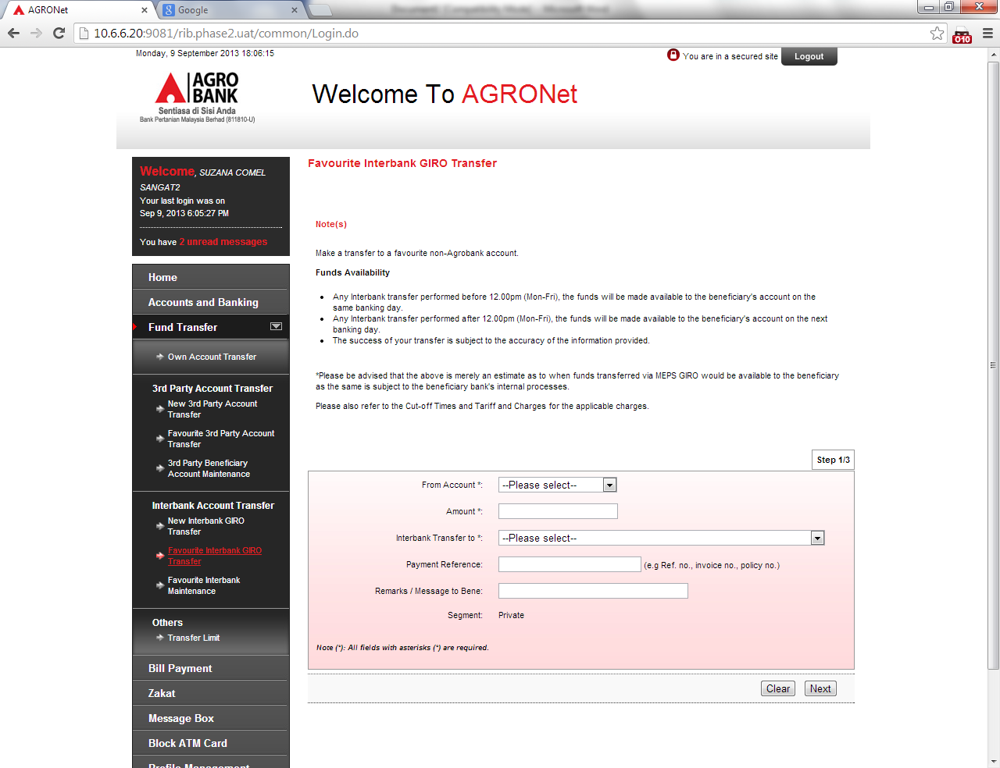 AGRONet
Google
10.6.6.20:9081/rib.phase2.uat/common/Login.do
010
Monday, 9 September 2013 18:06:15
You are in a secured site
Logout
AGRO
BANK
Sentiasa di Sisi Anda
Bank Pertanian Malaysia Berhad (811810-U)
Welcome To AGRONet
Welcome, SUZANA COMEL
SANGAT2
Your last login was on
Sep 9, 2013 6:05:27 PM
You have 2 unread messages
Home
Accounts and Banking
Fund Transfer
Own Account Transfer
3rd Party Account Transfer
New 3rd Party Account
Transfer
Favourite 3rd Party Account
Transfer
3rd Party Beneficiary
Account Maintenance
Interbank Account Transfer
New Interbank GIRO
Transfer
Favourite Interbank GIRO
Transfer
Favourite Interbank
Maintenance
Others
Transfer Limit
Bill Payment
Zakat
Message Box
Block ATM Card
Profile Management
Favourite Interbank GIRO Transfer
Note(s)
Make a transfer to a favourite non-Agrobank account.
Funds Availability
Any Interbank transfer performed before 12.00pm (Mon-Fri), the funds will be made available to the beneficiary's account on the
same banking day.
Any Interbank transfer performed after 12.00pm (Mon-Fri), the funds will be made available to the beneficiary's account on the next
banking day.
The success of your transfer is subject to the accuracy of the information provided.
*Please be advised that the above is merely an estimate as to when funds transferred via MEPS GIRO would be available to the beneficiary
as the same is subject to the beneficiary bank's internal processes.
Please also refer to the Cut-off Times and Tariff and Charges for the applicable charges.
Step 1/3
From Account *: --Please select--
Amount *:
Interbank Transfer to *: --Please select--
Payment Reference: (e.g Ref. no., invoice no., policy no.)
Remarks / Message to Bene:
Segment: Private
Note (*): All fields with asterisks (*) are required.
Clear Next